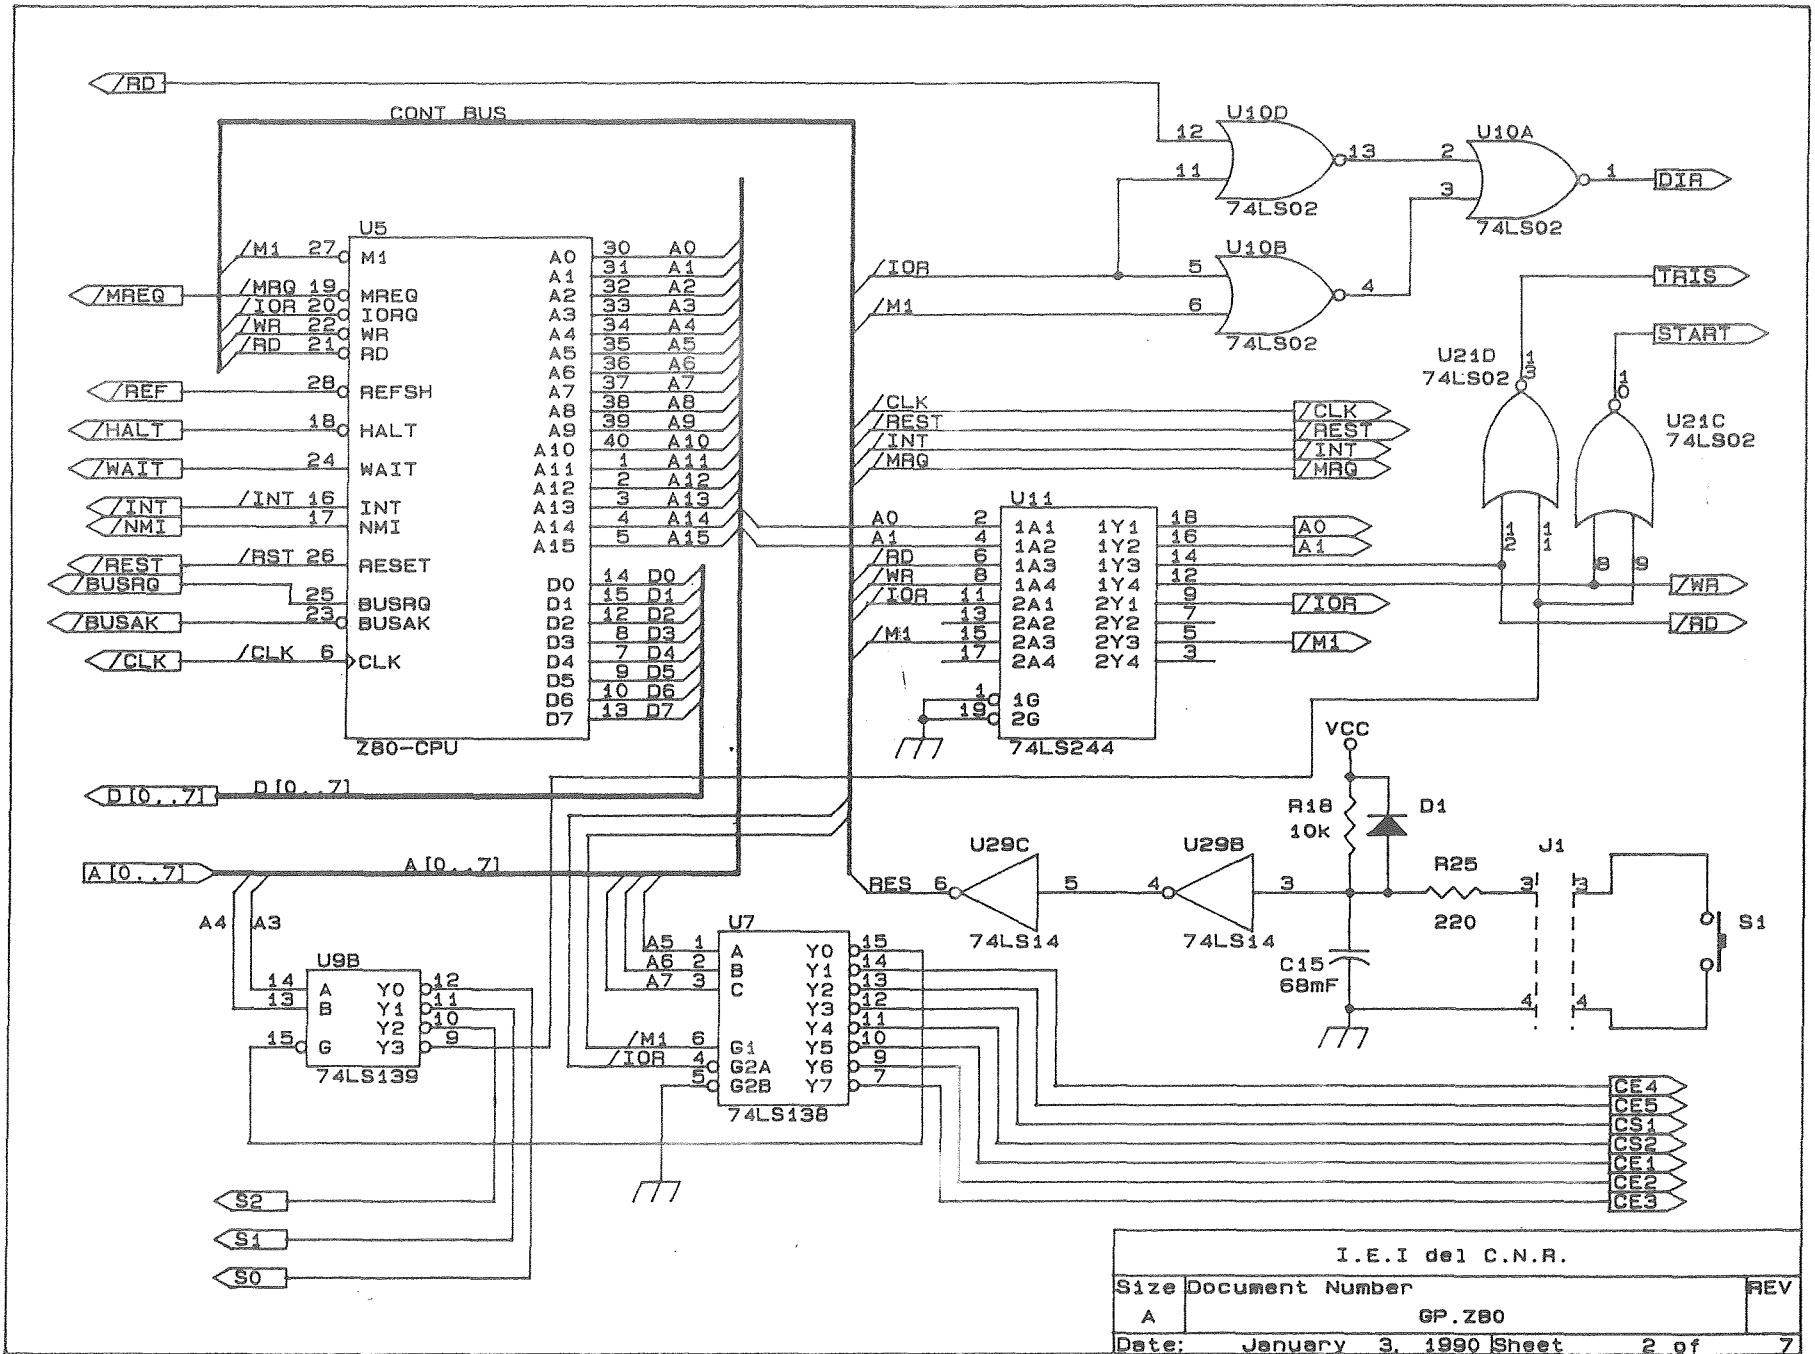 /RD
CONT BUS
U10D
12
11
13
74LS02
U10A
2
3
1
74LS02
DIR
U5
/M1 27 M1
/MREQ
/MRQ 19 MREQ
/IOR 20 IORQ
/WR 22 WR
/RD 21 RD
/REF 28 REFSH
/HALT 18 HALT
/WAIT 24 WAIT
/INT /INT 16 INT
/NMI 17 NMI
/REST /RST 26 RESET
/BUSRQ 25 BUSRQ
/BUSAK 23 BUSAK
/CLK /CLK 6 CLK
A0 30 A0
A1 31 A1
A2 32 A2
A3 33 A3
A4 34 A4
A5 35 A5
A6 36 A6
A7 37 A7
A8 38 A8
A9 39 A9
A10 40 A10
A11 1 A11
A12 2 A12
A13 3 A13
A14 4 A14
A15 5 A15
D0 14 D0
D1 15 D1
D2 12 D2
D3 8 D3
D4 7 D4
D5 9 D5
D6 10 D6
D7 13 D7
Z80-CPU
U10B
/IOR 5
/M1 6
4
74LS02
TRIS
START
U21D
74LS02
13
12
11
U21C
74LS02
10
8
9
/CLK /CLK
/REST /REST
/INT /INT
/MRQ /MRQ
U11
A0 2 1A1 1Y1 18 A0
A1 4 1A2 1Y2 16 A1
/RD 6 1A3 1Y3 14
/WR 8 1A4 1Y4 12 /WR
/IOR 11 2A1 2Y1 9 /IOR
13 2A2 2Y2 7 /RD
/M1 15 2A3 2Y3 5 /M1
17 2A4 2Y4 3
1 1G
19 2G
74LS244
D[0..7] D[0..7]
A[0..7] A[0..7]
VCC
R18
10k
D1
U29C
RES 6 5
74LS14
U29B
4 3
74LS14
R25
220
J1
3 3
4 4
S1
C15
68mF
A4 A3
U9B
14 A Y0 12
13 B Y1 11
Y2 10
15 G Y3 9
74LS139
U7
A5 1 A Y0 15
A6 2 B Y1 14
A7 3 C Y2 13
Y3 12
Y4 11
/M1 6 G1 Y5 10
/IOR 4 G2A Y6 9
5 G2B Y7 7
74LS138
CE4
CE5
CS1
CS2
CE1
CE2
CE3
S2
S1
S0
I.E.I del C.N.R.
Size Document Number REV
A GP.Z80
Date: January 3, 1990 Sheet 2 of 7